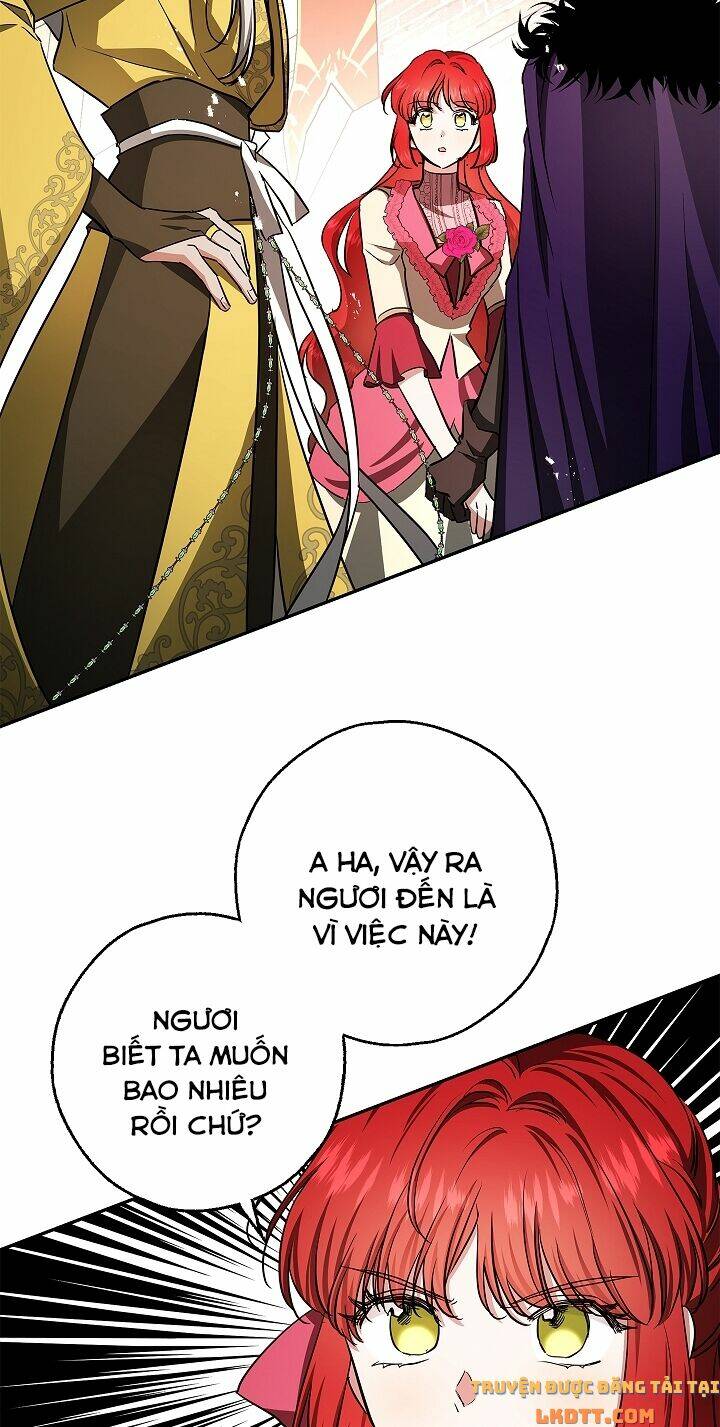 A HA, VẬY RA
NGƯƠI ĐẾN LÀ
VÌ VIỆC NÀY!
NGƯƠI
BIẾT TA MUỐN
BAO NHIÊU
RỒI CHỨ?
TRUYỆN ĐƯỢC ĐĂNG TẢI TẠI
LKDTT.COM